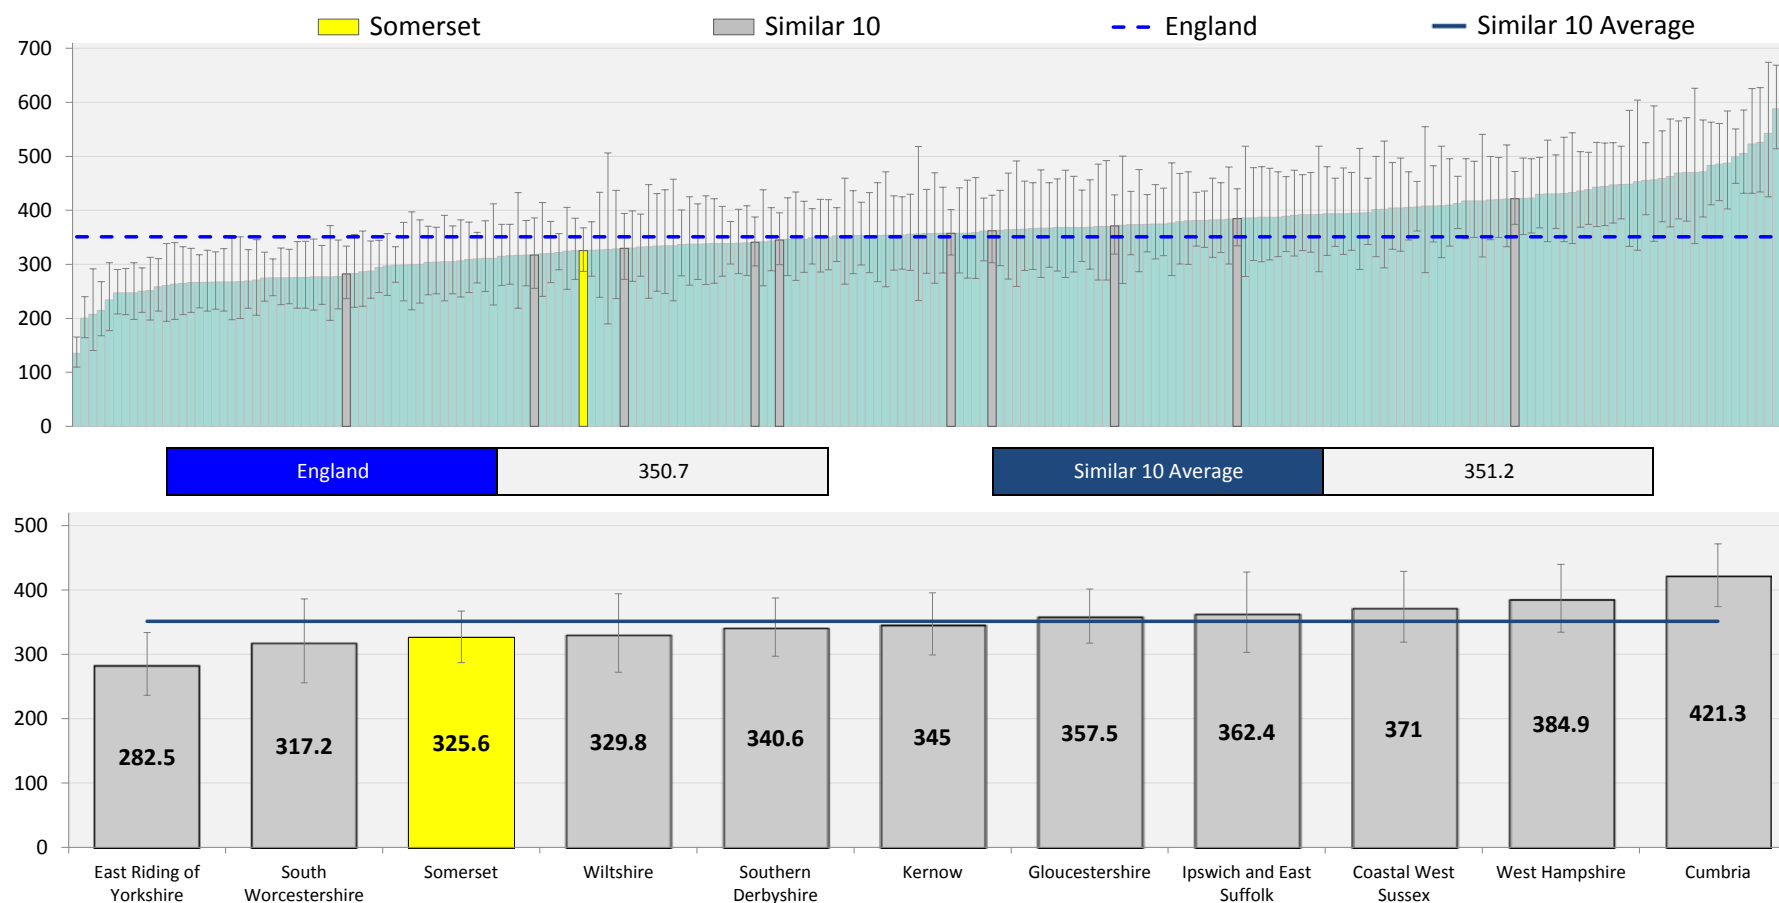 Somerset Similar 10 England Similar 10 Average
700
600
500
400
300
200
100
0
England 350.7 Similar 10 Average 351.2
500
400
300
200
100
0
282.5 317.2 325.6 329.8 340.6 345 357.5 362.4 371 384.9 421.3
East Riding of Yorkshire
South Worcestershire
Somerset
Wiltshire
Southern Derbyshire
Kernow
Gloucestershire
Ipswich and East Suffolk
Coastal West Sussex
West Hampshire
Cumbria